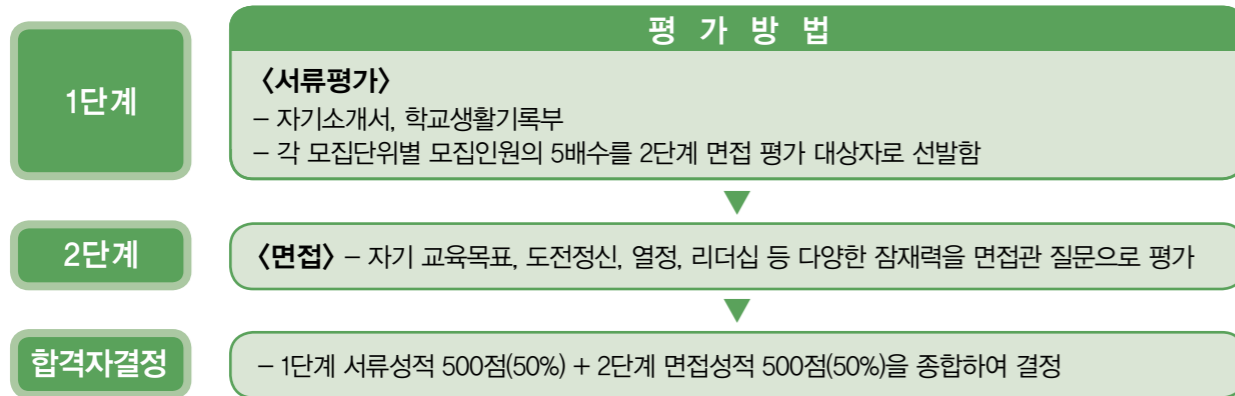 평 가 방 법
1단계
〈서류평가〉
– 자기소개서, 학교생활기록부
– 각 모집단위별 모집인원의 5배수를 2단계 면접 평가 대상자로 선발함
2단계
〈면접〉 – 자기 교육목표, 도전정신, 열정, 리더십 등 다양한 잠재력을 면접관 질문으로 평가
합격자결정
– 1단계 서류성적 500점(50%) + 2단계 면접성적 500점(50%)을 종합하여 결정